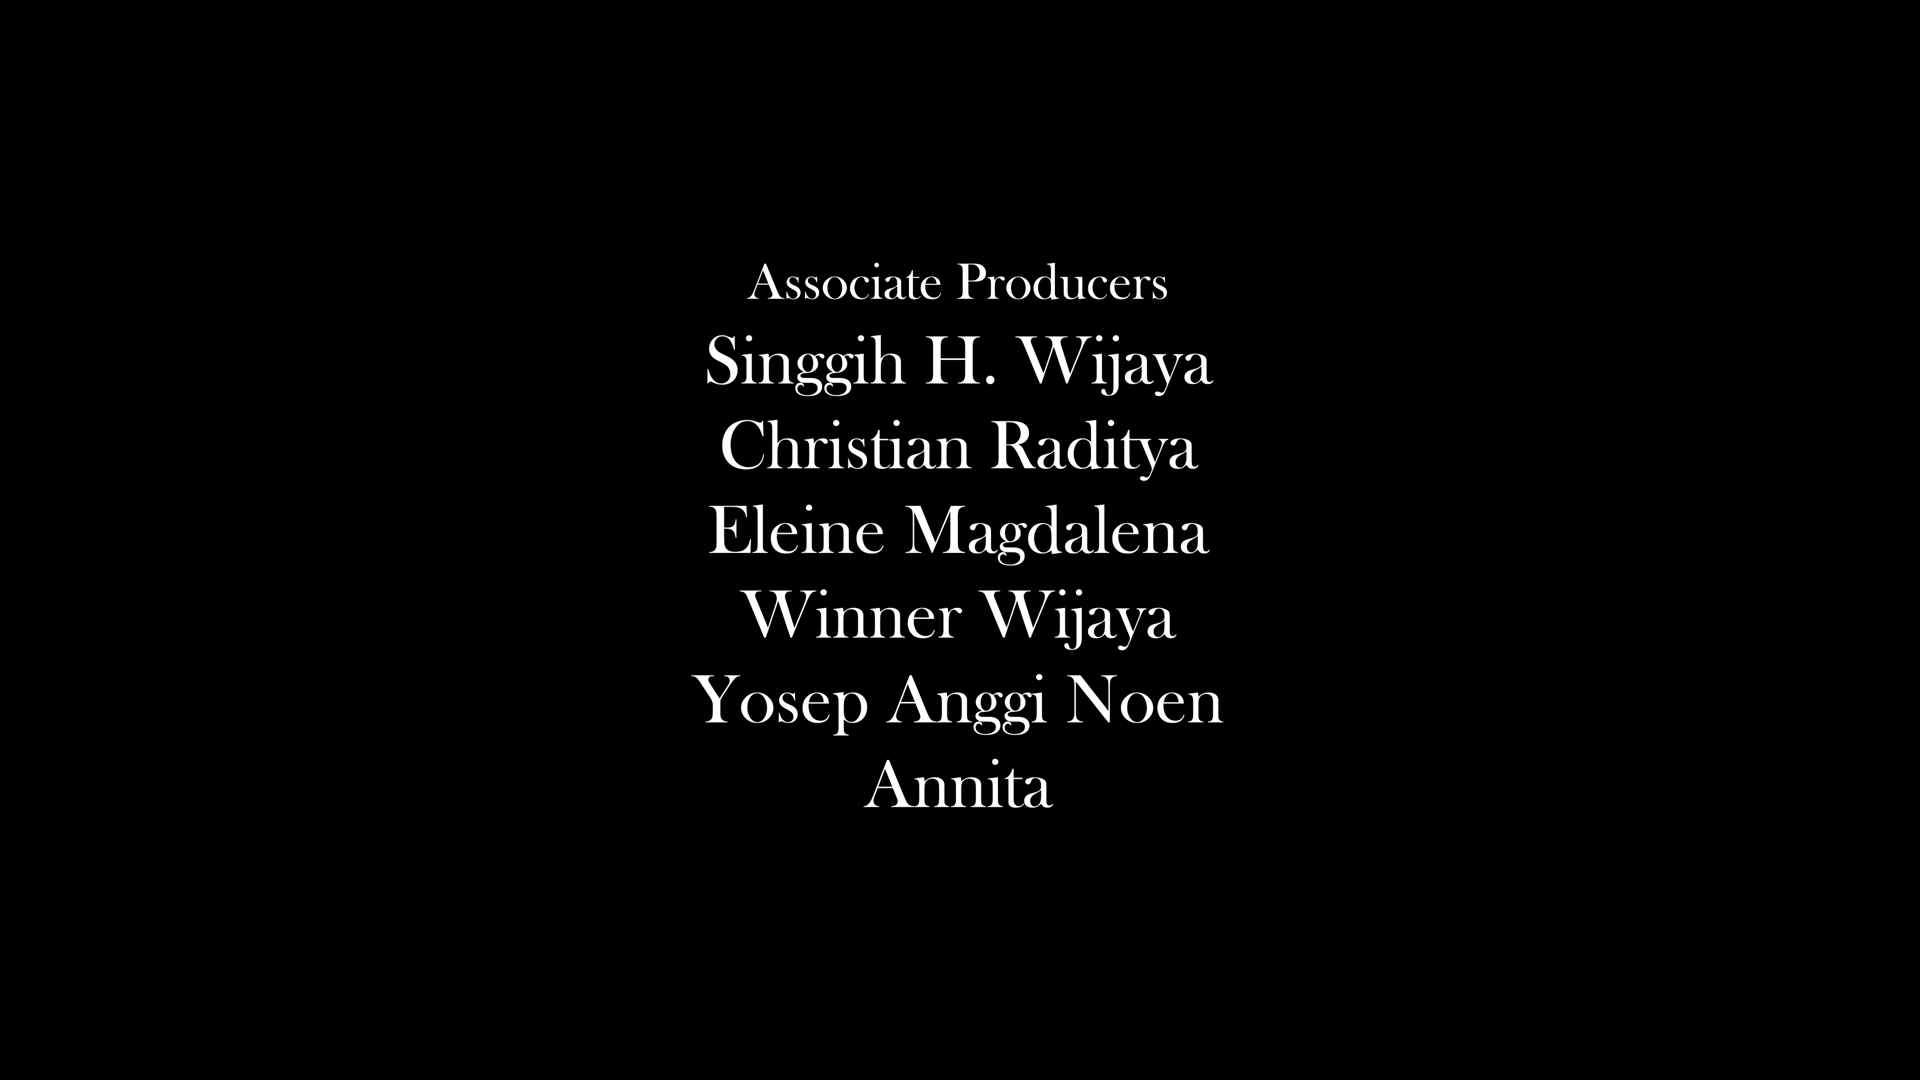 Associate Producers
Singgih H. Wijaya
Christian Raditya
Eleine Magdalena
Winner Wijaya
Yosep Anggi Noen
Annita